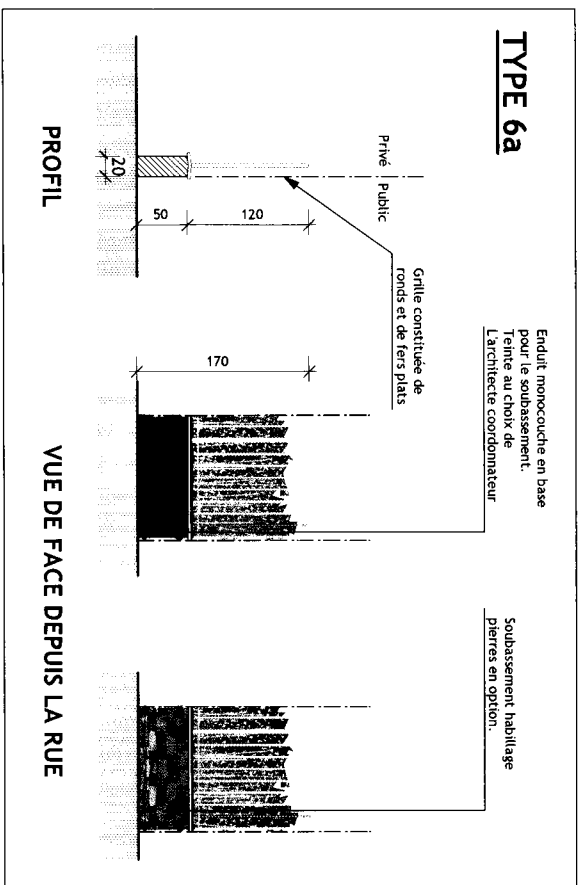 TYPE 6a
Enduit monocouche en base
pour le soubassement.
Teinte au choix de
L'architecte coordonnateur
Soubassement habillage
pierres en option.
Grille constituée de
ronds et de fers plats
Privé
Public
120
50
20
170
PROFIL
VUE DE FACE DEPUIS LA RUE